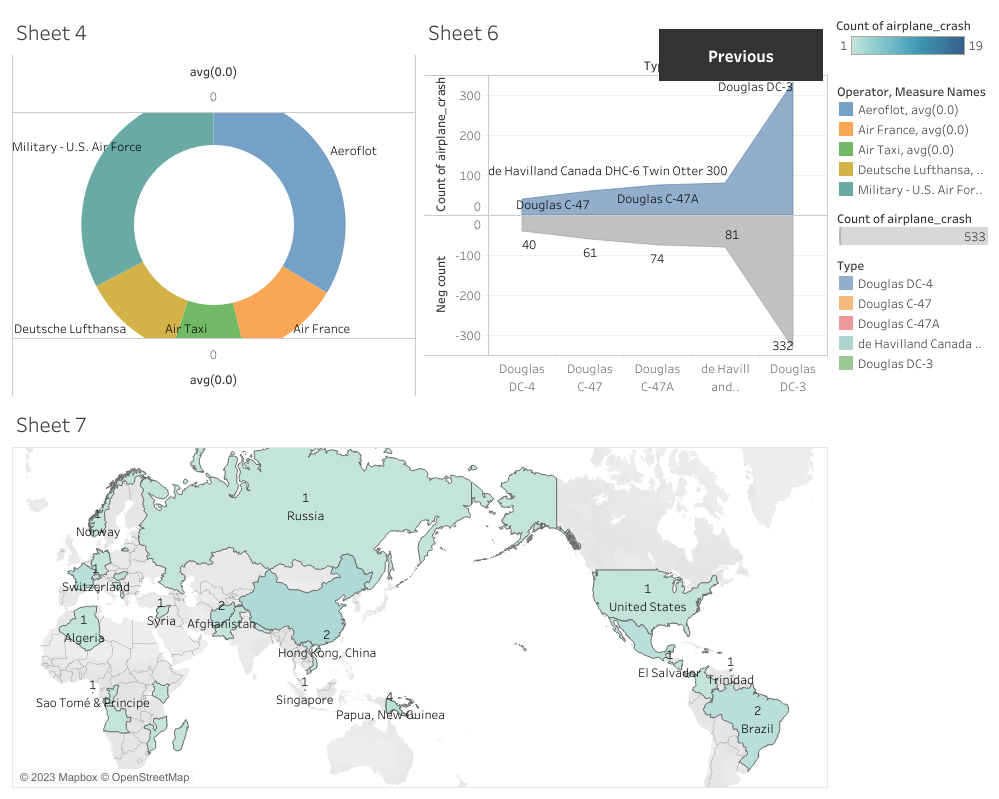 Sheet 4
avg(0.0)
0
Military - U.S. Air Force
Aeroflot
Deutsche Lufthansa
Air Taxi
Air France
0
avg(0.0)
Sheet 6
Previous
Ty
Count of airplane_crash
300
200
100
0
Neg count
0
-100
-200
-300
Douglas DC-3
de Havilland Canada DHC-6 Twin Otter 300
Douglas C-47
Douglas C-47A
40
61
74
81
332
Douglas DC-4
Douglas C-47
Douglas C-47A
de Havill and..
Douglas DC-3
Count of airplane_crash
1
19
Operator, Measure Names
Aeroflot, avg(0.0)
Air France, avg(0.0)
Air Taxi, avg(0.0)
Deutsche Lufthansa, ..
Military - U.S. Air For..
Count of airplane_crash
533
Type
Douglas DC-4
Douglas C-47
Douglas C-47A
de Havilland Canada ..
Douglas DC-3
Sheet 7
1
Russia
Norway
1
Switzerland
1
Algeria
1
Syria
2
Afghanistan
2
Hong Kong, China
1
Sao Tomé & Principe
1
Singapore
4
Papua, New Guinea
1
United States
1
El Salvador
1
Trinidad
2
Brazil
© 2023 Mapbox © OpenStreetMap